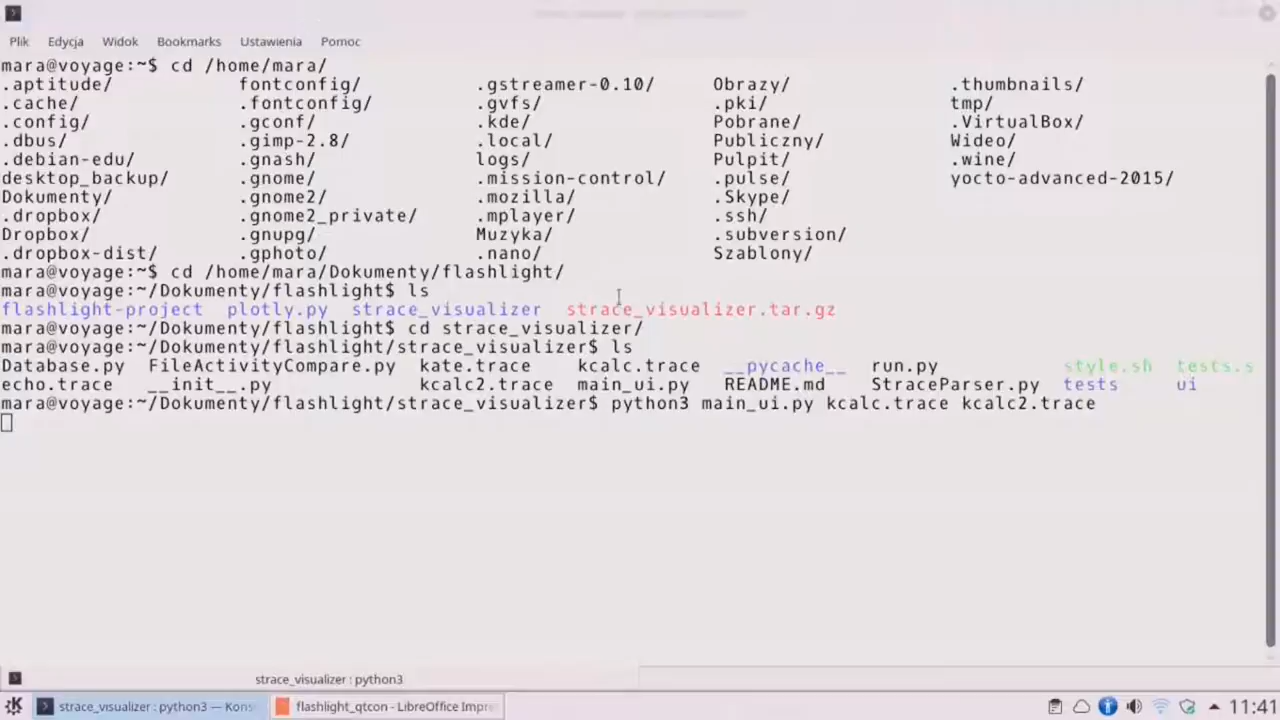 Plik Edycja Widok Bookmarks Ustawienia Pomoc
mara@voyage:~$ cd /home/mara/
.aptitude/ fontconfig/ .gstreamer-0.10/ Obrazy/ .thumbnails/
.cache/ .fontconfig/ .gvfs/ .pki/ tmp/
.config/ .gconf/ .kde/ Pobrane/ .VirtualBox/
.dbus/ .gimp-2.8/ .local/ Publiczny/ Wideo/
.debian-edu/ .gnash/ logs/ Pulpit/ .wine/
desktop_backup/ .gnome/ .mission-control/ .pulse/ yocto-advanced-2015/
Dokumenty/ .gnome2/ .mozilla/ .Skype/
.dropbox/ .gnome2_private/ .mplayer/ .ssh/
Dropbox/ .gnupg/ Muzyka/ .subversion/
.dropbox-dist/ .gphoto/ .nano/ Szablony/
mara@voyage:~$ cd /home/mara/Dokumenty/flashlight/
mara@voyage:~/Dokumenty/flashlight$ ls
flashlight-project plotly.py strace_visualizer strace_visualizer.tar.gz
mara@voyage:~/Dokumenty/flashlight$ cd strace_visualizer/
mara@voyage:~/Dokumenty/flashlight/strace_visualizer$ ls
Database.py FileActivityCompare.py kate.trace kcalc.trace __pycache__ run.py style.sh tests.s
echo.trace __init__.py kcalc2.trace main_ui.py README.md StraceParser.py tests ui
mara@voyage:~/Dokumenty/flashlight/strace_visualizer$ python3 main_ui.py kcalc.trace kcalc2.trace
strace_visualizer : python3
strace_visualizer : python3 — Kons
flashlight_qtcon - LibreOffice Impre
11:41